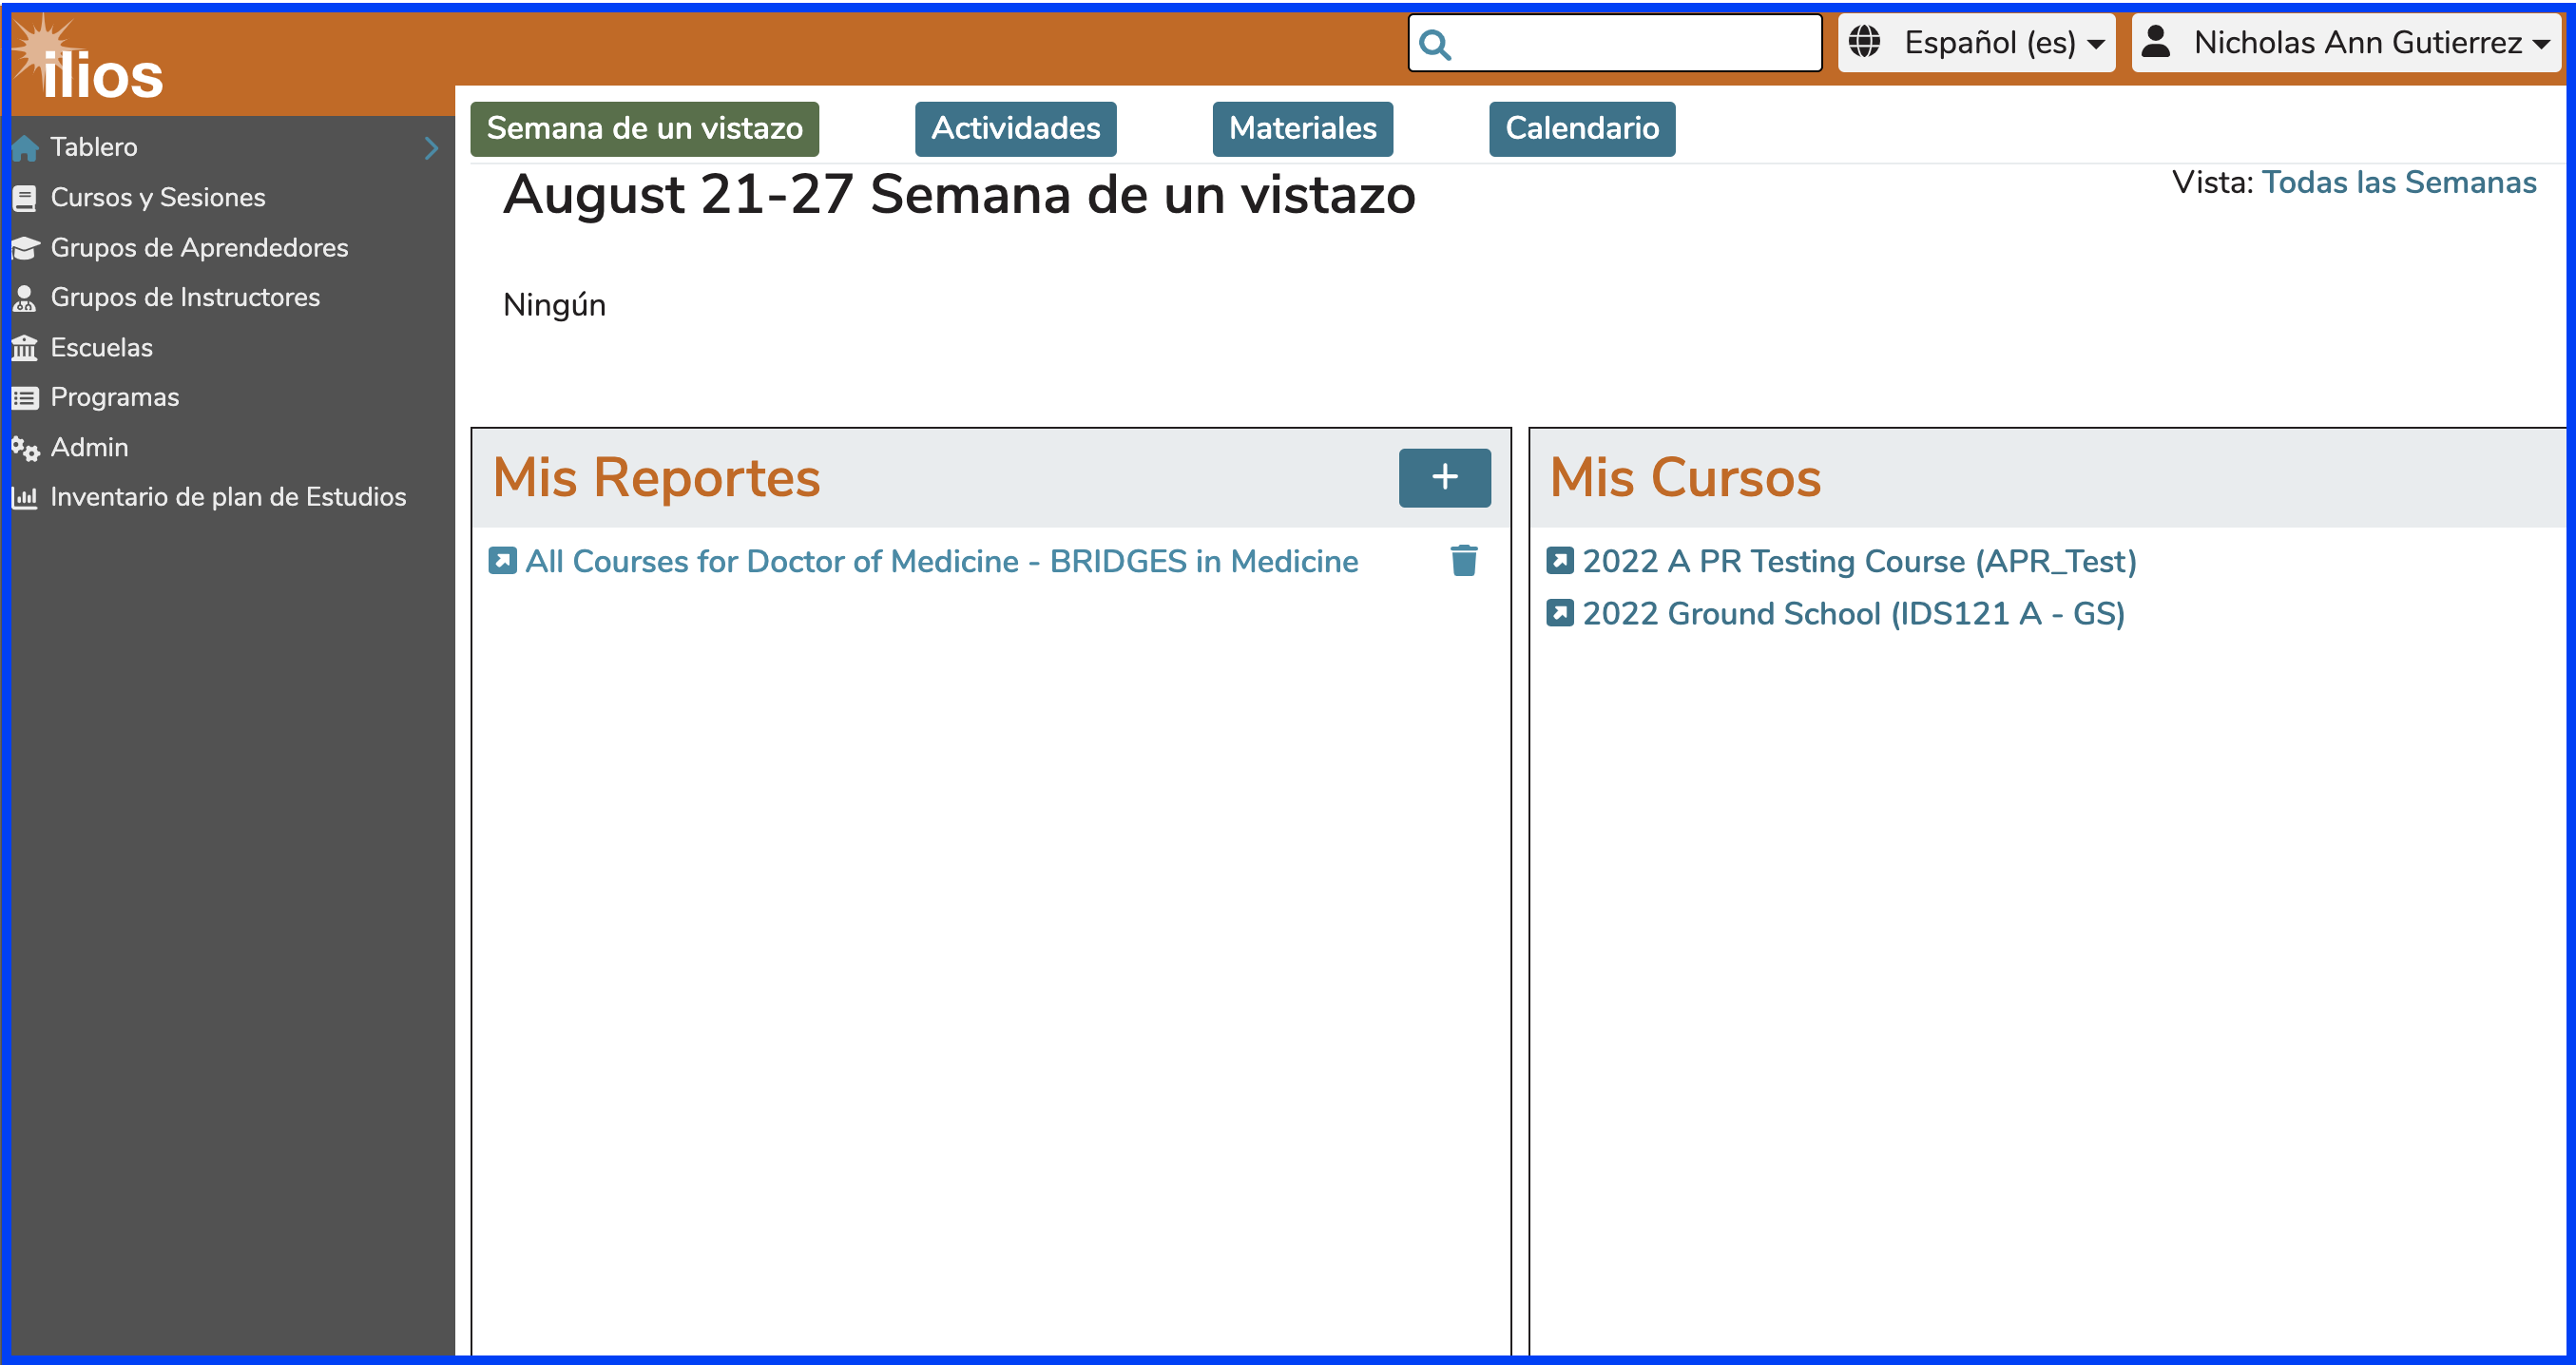 ilios
Español (es)
Nicholas Ann Gutierrez
Tablero
Cursos y Sesiones
Grupos de Aprendedores
Grupos de Instructores
Escuelas
Programas
Admin
Inventario de plan de Estudios
Semana de un vistazo
Actividades
Materiales
Calendario
August 21-27 Semana de un vistazo
Vista: Todas las Semanas
Ningún
Mis Reportes
+
All Courses for Doctor of Medicine - BRIDGES in Medicine
Mis Cursos
2022 A PR Testing Course (APR_Test)
2022 Ground School (IDS121 A - GS)